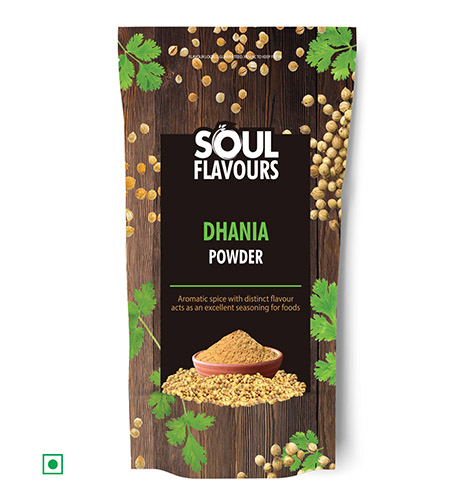 SOUL
FLAVOURS
DHANIA
POWDER
Aromatic spice with distinct flavour
acts as an excellent seasoning for foods